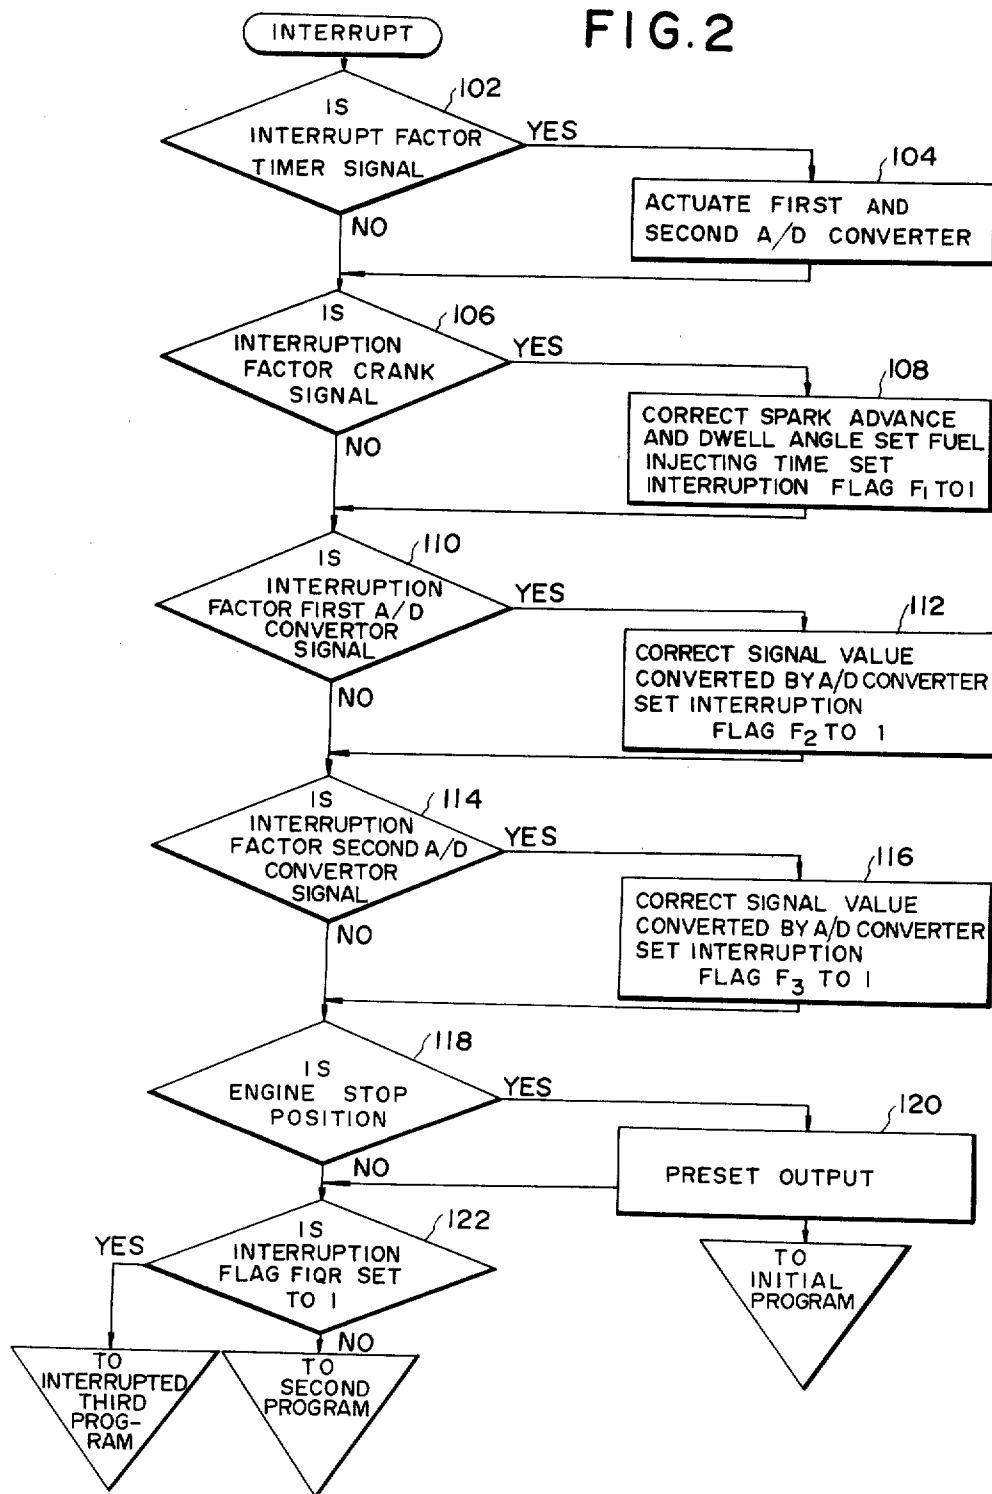 FIG.2
INTERRUPT
102
IS
INTERRUPT FACTOR
TIMER SIGNAL
YES
104
ACTUATE FIRST AND
SECOND A/D CONVERTER
NO
106
IS
INTERRUPTION
FACTOR CRANK
SIGNAL
YES
108
CORRECT SPARK ADVANCE
AND DWELL ANGLE SET FUEL
INJECTING TIME SET
INTERRUPTION FLAG F1 TO 1
NO
110
IS
INTERRUPTION
FACTOR FIRST A/D
CONVERTOR
SIGNAL
YES
112
CORRECT SIGNAL VALUE
CONVERTED BY A/D CONVERTER
SET INTERRUPTION
FLAG F2 TO 1
NO
114
IS
INTERRUPTION
FACTOR SECOND A/D
CONVERTOR
SIGNAL
YES
116
CORRECT SIGNAL VALUE
CONVERTED BY A/D CONVERTER
SET INTERRUPTION
FLAG F3 TO 1
NO
118
IS
ENGINE STOP
POSITION
YES
120
PRESET OUTPUT
NO
122
IS
INTERRUPTION
FLAG FIQR SET
TO 1
YES
NO
TO
INITIAL
PROGRAM
TO
INTERRUPTED
THIRD
PROG-
RAM
TO
SECOND
PROGRAM